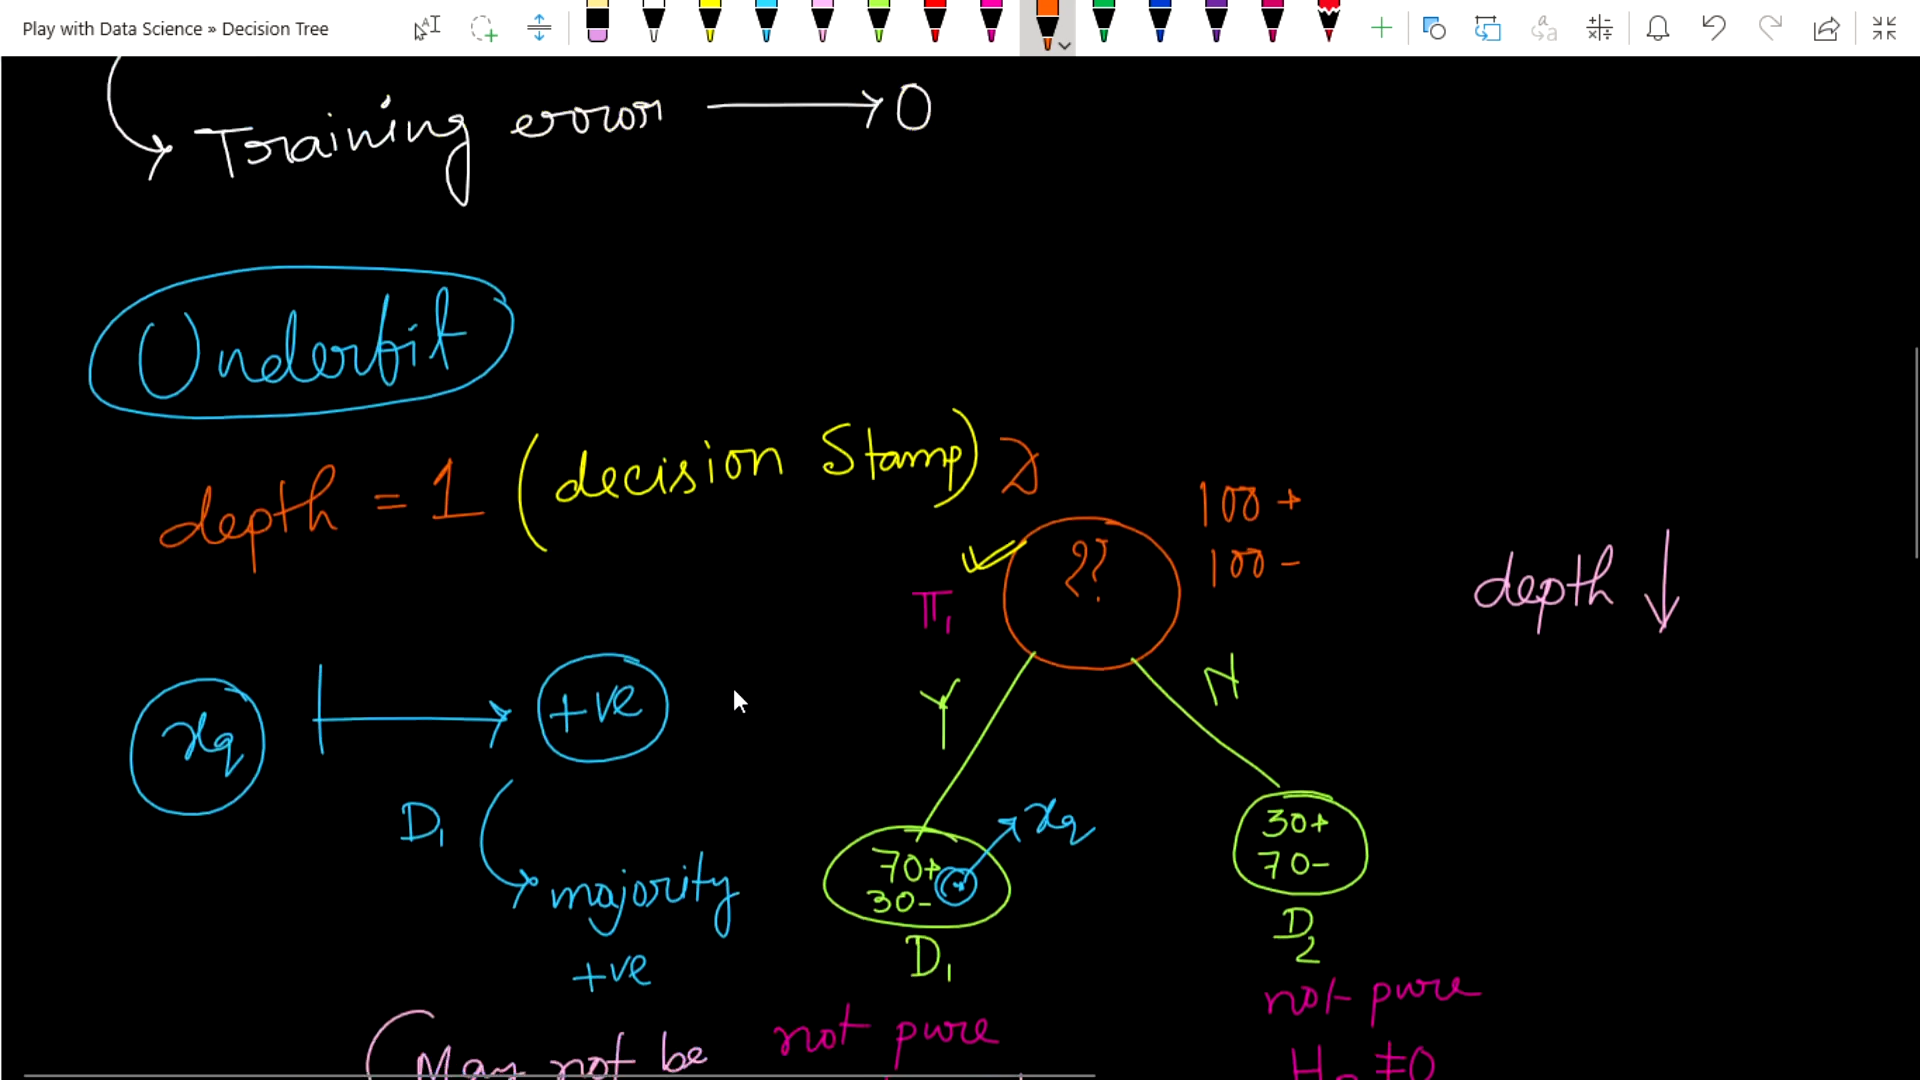 Play with Data Science » Decision Tree
Training error → 0
Underfit
depth = 1 (decision Stamp) D
100 +
100 -
??
depth ↓
π₁
Y
N
xq
+ve
D₁
majority
+ve
70+
30-
xq
D₁
30+
70-
D₂
not pure
not pure
May not be